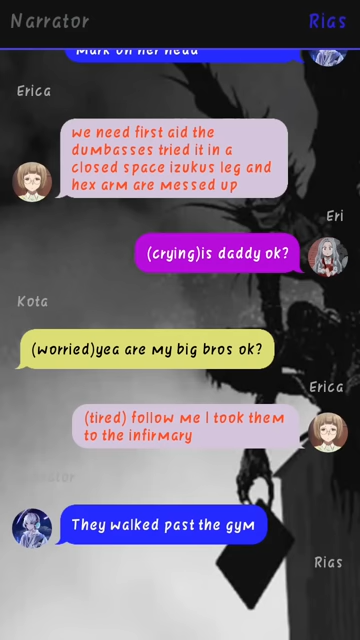 Narrator
Rias
Mark on her head
Erica
we need first aid the
dumbasses tried it in a
closed space izukus leg and
hex arm are messed up
Eri
(crying)is daddy ok?
Kota
(worried)yea are my big bros ok?
Erica
(tired) follow me I took them
to the infirmary
Narrator
They walked past the gym
Rias